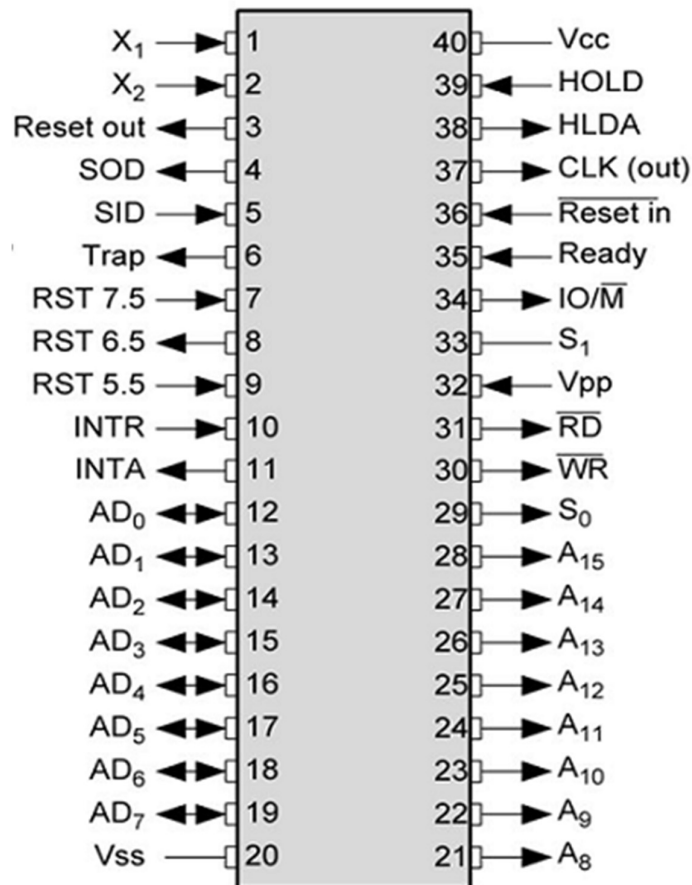 X₁ 1 40 Vcc
X₂ 2 39 HOLD
Reset out 3 38 HLDA
SOD 4 37 CLK (out)
SID 5 36 R̅e̅s̅e̅t̅ ̅i̅n̅
Trap 6 35 Ready
RST 7.5 7 34 IO/M̅
RST 6.5 8 33 S₁
RST 5.5 9 32 Vpp
INTR 10 31 R̅D̅
INTA 11 30 W̅R̅
AD₀ 12 29 S₀
AD₁ 13 28 A₁₅
AD₂ 14 27 A₁₄
AD₃ 15 26 A₁₃
AD₄ 16 25 A₁₂
AD₅ 17 24 A₁₁
AD₆ 18 23 A₁₀
AD₇ 19 22 A₉
Vss 20 21 A₈